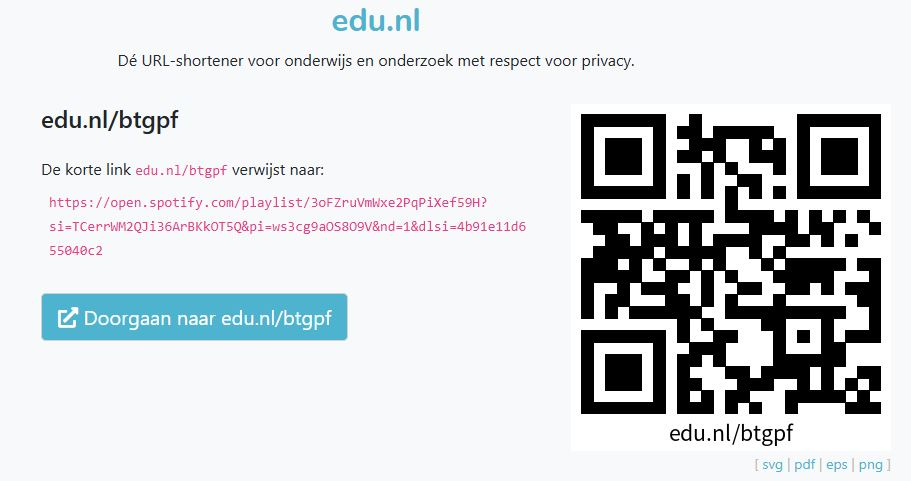 edu.nl
Dé URL-shortener voor onderwijs en onderzoek met respect voor privacy.
edu.nl/btgpf
De korte link edu.nl/btgpf verwijst naar:
https://open.spotify.com/playlist/3oFZruVmWxe2PqPiXef59H?
si=TCerrWM2QJi36ArBKkOT5Q&pi=ws3cg9aOS8O9V&nd=1&dlsi=4b91e11d6
55040c2
Doorgaan naar edu.nl/btgpf
edu.nl/btgpf
[ svg | pdf | eps | png ]